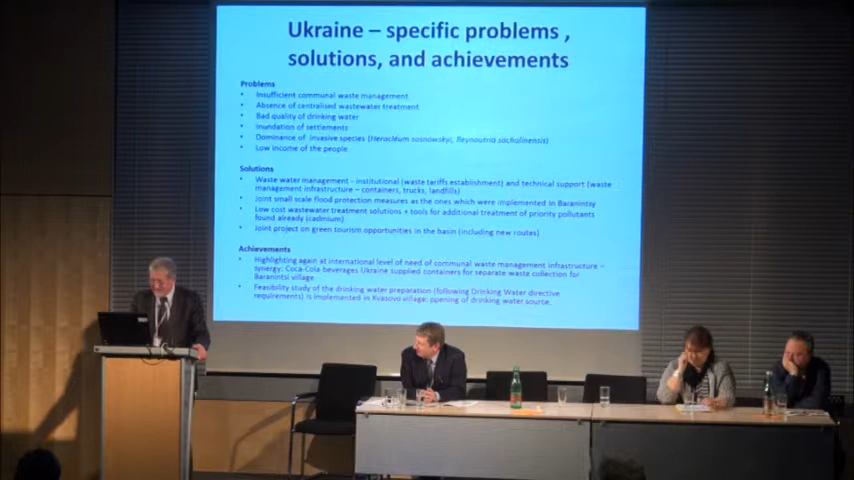 Ukraine – specific problems ,
solutions, and achievements
Problems
• Insufficient communal waste management
• Absence of centralised wastewater treatment
• Bad quality of drinking water
• Inundation of settlements
• Dominance of invasive species (Heracleum sosnowskyi, Reynoutria sachalinensis)
• Low income of the people
Solutions
• Waste water management - institutional (waste tariffs establishment) and technical support (waste
management infrastructure – containers, trucks, landfills)
• Joint small scale flood protection measures as the ones which were implemented in Baranintsy
• Low cost wastewater treatment solutions + tools for additional treatment of priority pollutants
found already (cadmium)
• Joint project on green tourism opportunities in the basin (including new routes)
Achievements
• Highlighting again at international level of need of communal waste management infrastructure –
synergy: Coca-Cola beverages Ukraine supplied containers for separate waste collection for
Baranintsi village
• Feasibility study of the drinking water preparation (following Drinking Water directive
requirements) is implemented in Kvasovo village: opening of drinking water source.